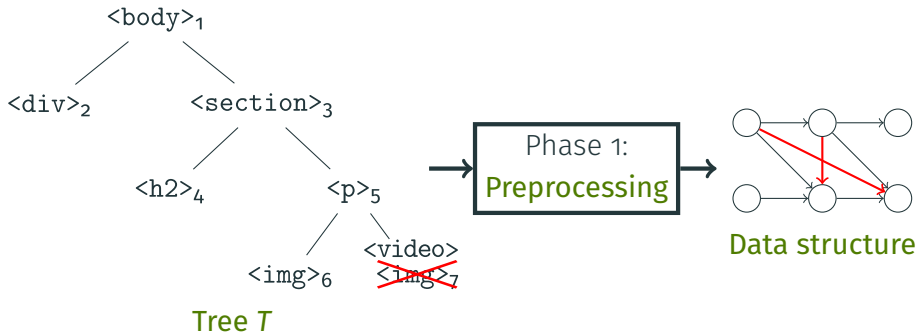 <body>1
<div>2
<section>3
<h2>4
<p>5
<img>6
<video>
<img>7
Tree T
Phase 1:
Preprocessing
Data structure